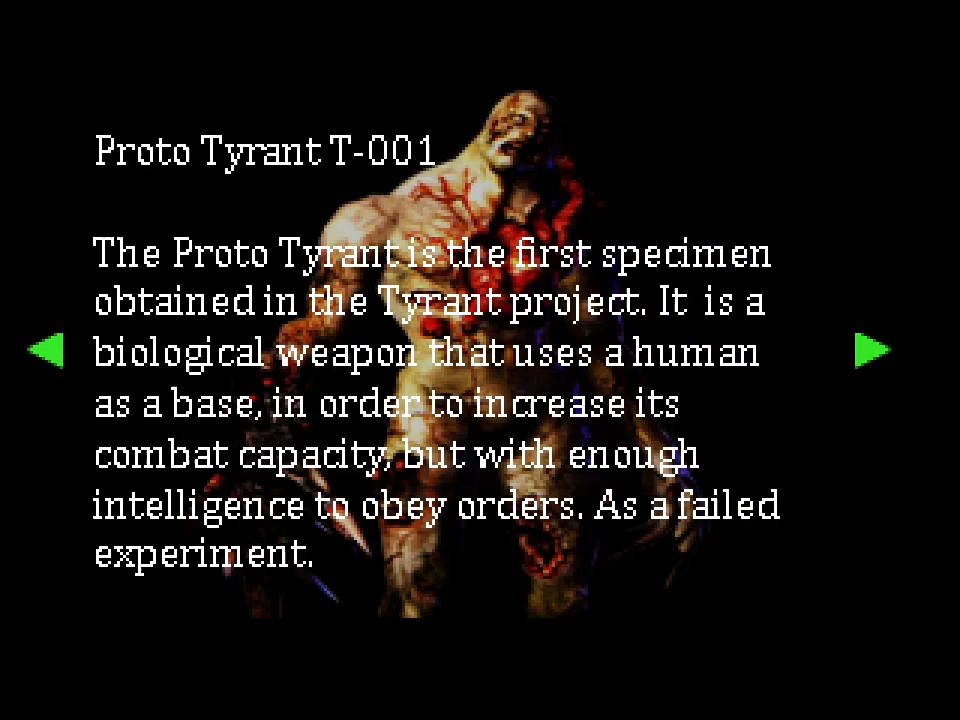 Proto Tyrant T-001
The Proto Tyrant is the first specimen
obtained in the Tyrant project. It is a
biological weapon that uses a human
as a base, in order to increase its
combat capacity, but with enough
intelligence to obey orders. As a failed
experiment.